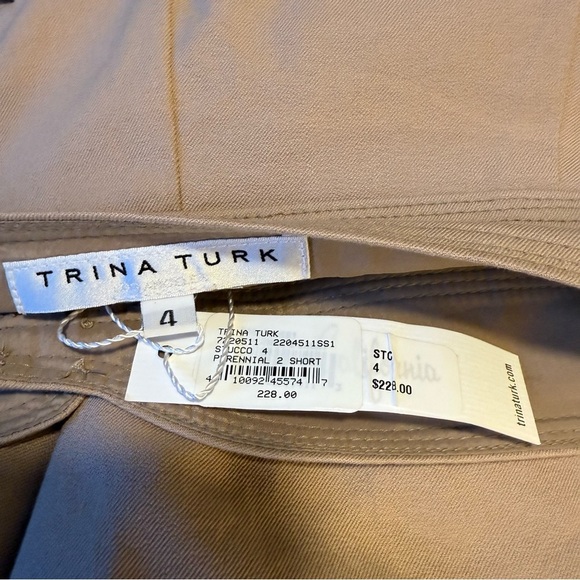 TRINA TURK
4
TRINA TURK
7220511 2204511SS1
STUCCO 4
PERENNIAL 2 SHORT
4 10092 45574 7
228.00
STC
4
$228.00
trinaturk.com